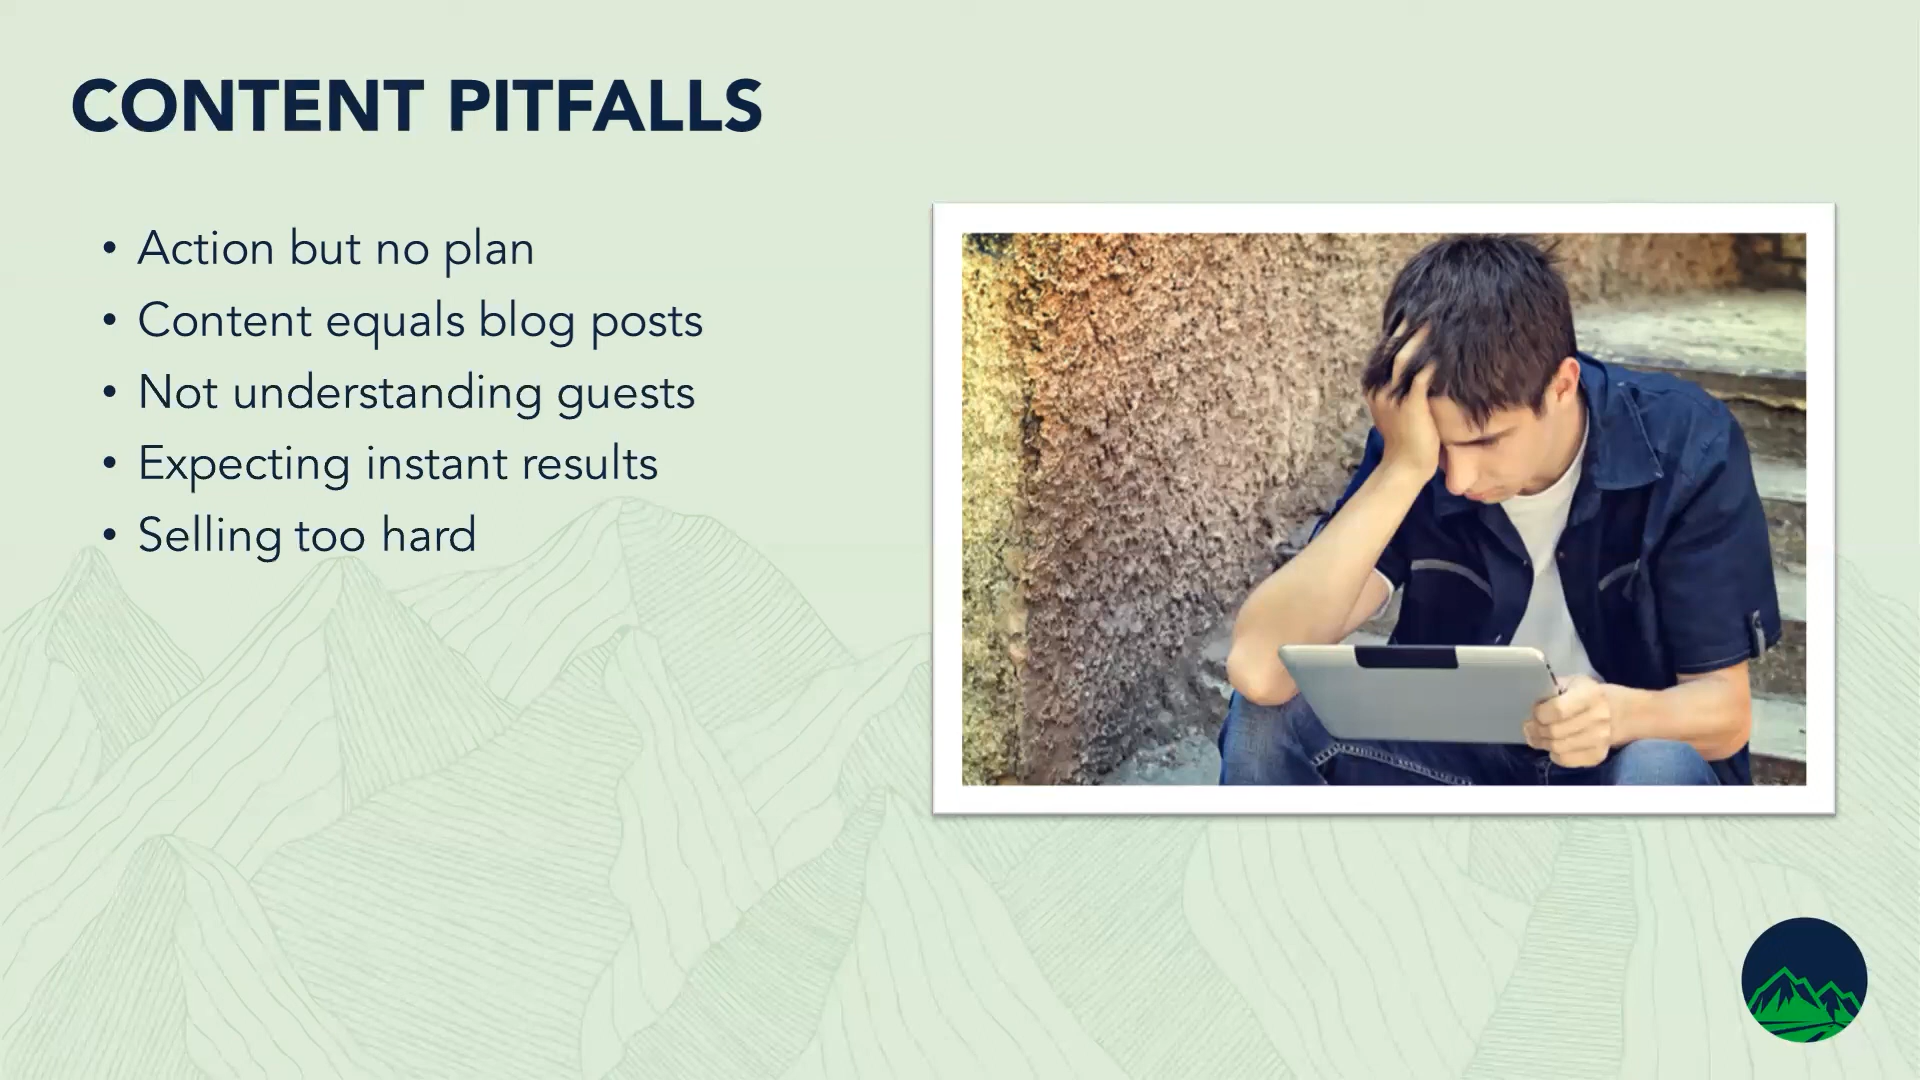 CONTENT PITFALLS
• Action but no plan
• Content equals blog posts
• Not understanding guests
• Expecting instant results
• Selling too hard